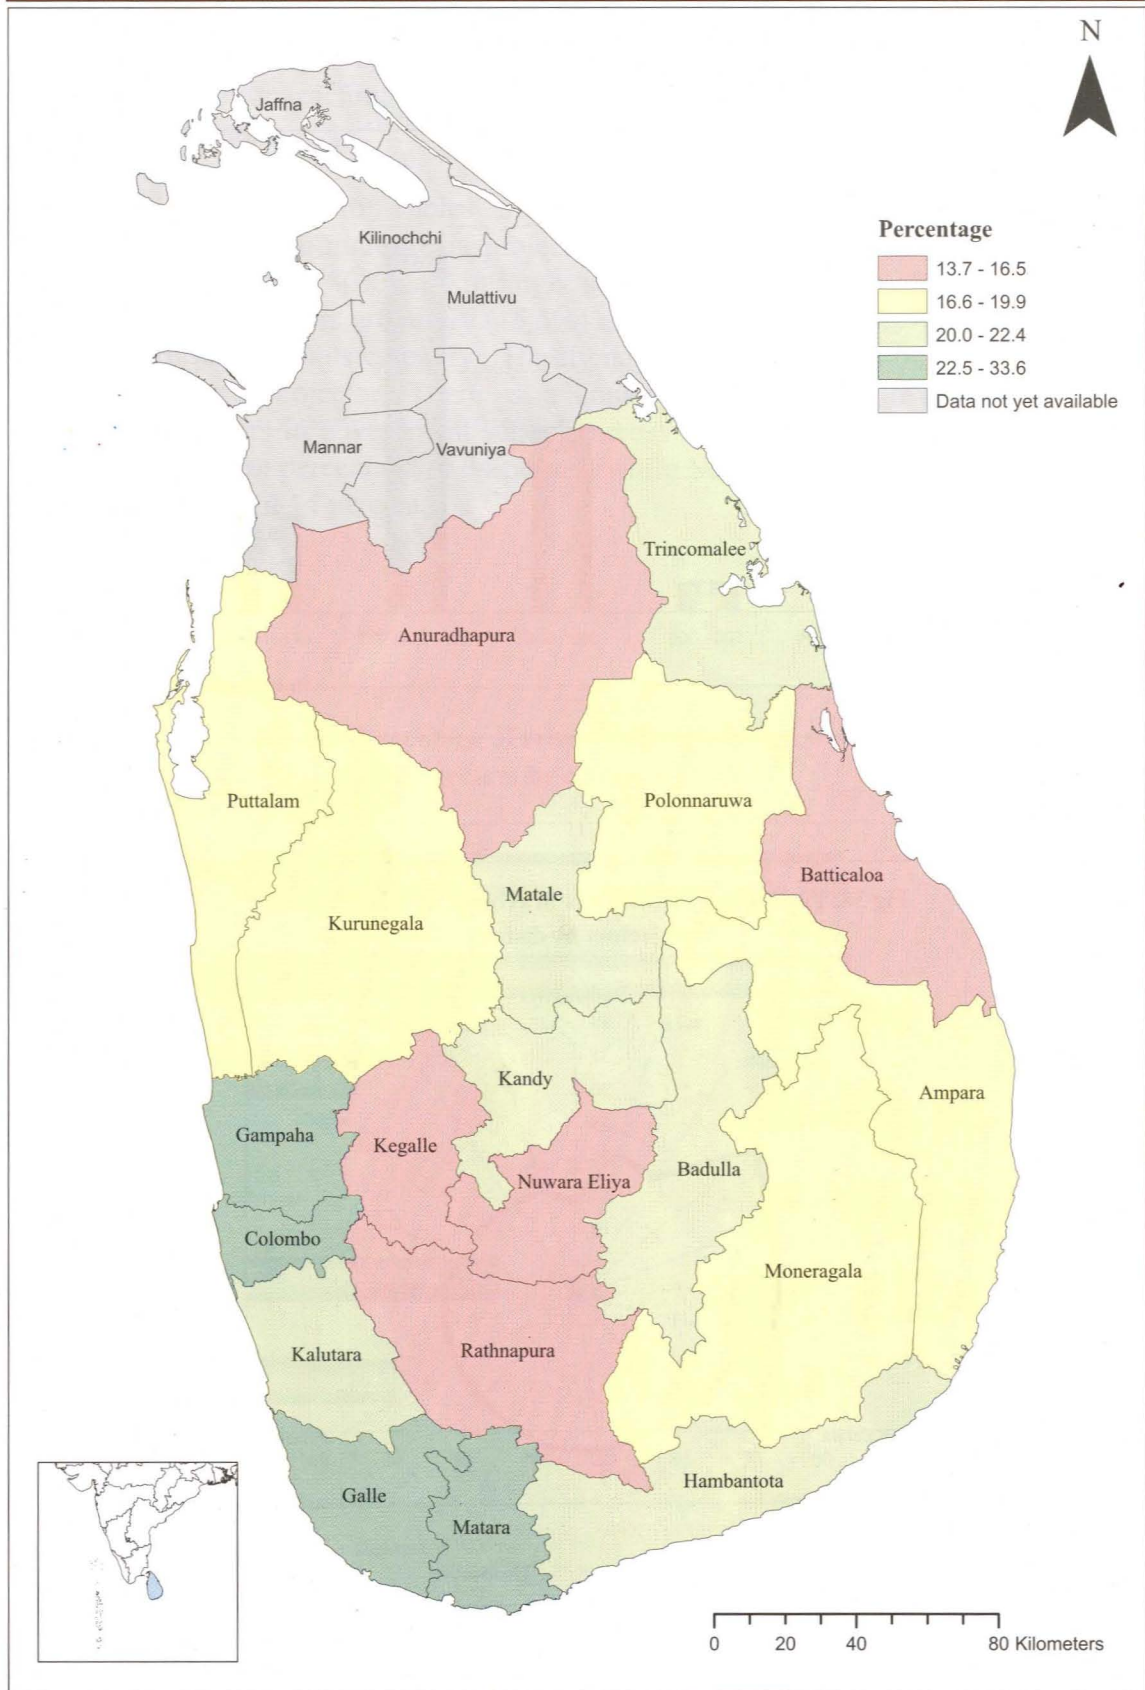 N
Jaffna
Kilinochchi
Percentage
13.7 - 16.5
16.6 - 19.9
20.0 - 22.4
22.5 - 33.6
Data not yet available
Mulattivu
Mannar
Vavuniya
Trincomalee
Anuradhapura
Puttalam
Polonnaruwa
Batticaloa
Matale
Kurunegala
Kandy
Ampara
Gampaha
Kegalle
Badulla
Nuwara Eliya
Colombo
Moneragala
Kalutara
Rathnapura
Hambantota
Galle
Matara
0 20 40 80 Kilometers